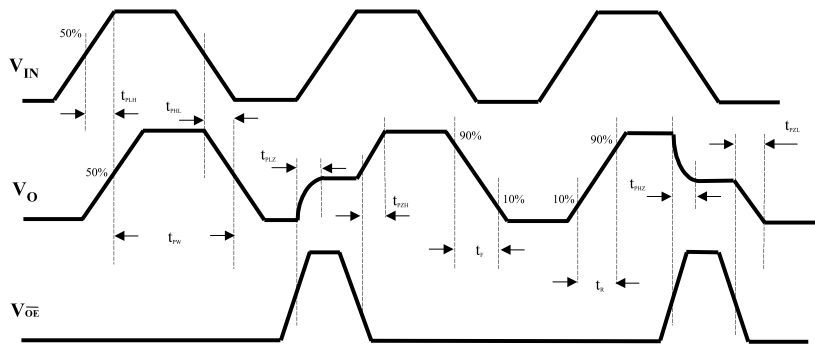 50%
V_IN
t_PLH
t_PHL
50%
V_O
t_PLZ
t_PZH
90%
10%
10%
90%
t_PHZ
t_PZL
t_PW
t_F
t_R
V_OE̅